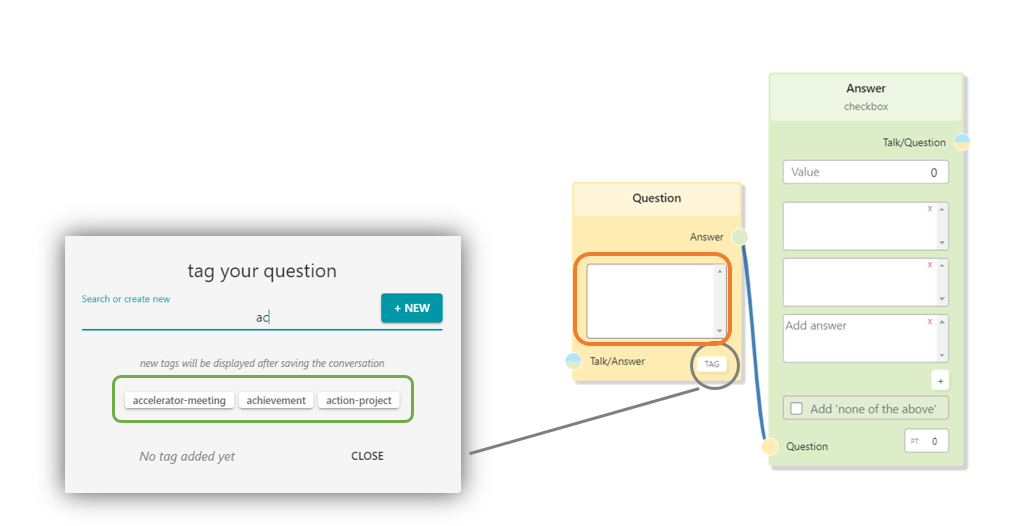 tag your question
Search or create new
ac
+ NEW
new tags will be displayed after saving the conversation
accelerator-meeting achievement action-project
No tag added yet
CLOSE
Question
Answer
Talk/Answer
TAG
Answer
checkbox
Talk/Question
Value 0
x
x
Add answer x
+
Add 'none of the above'
Question
PT: 0